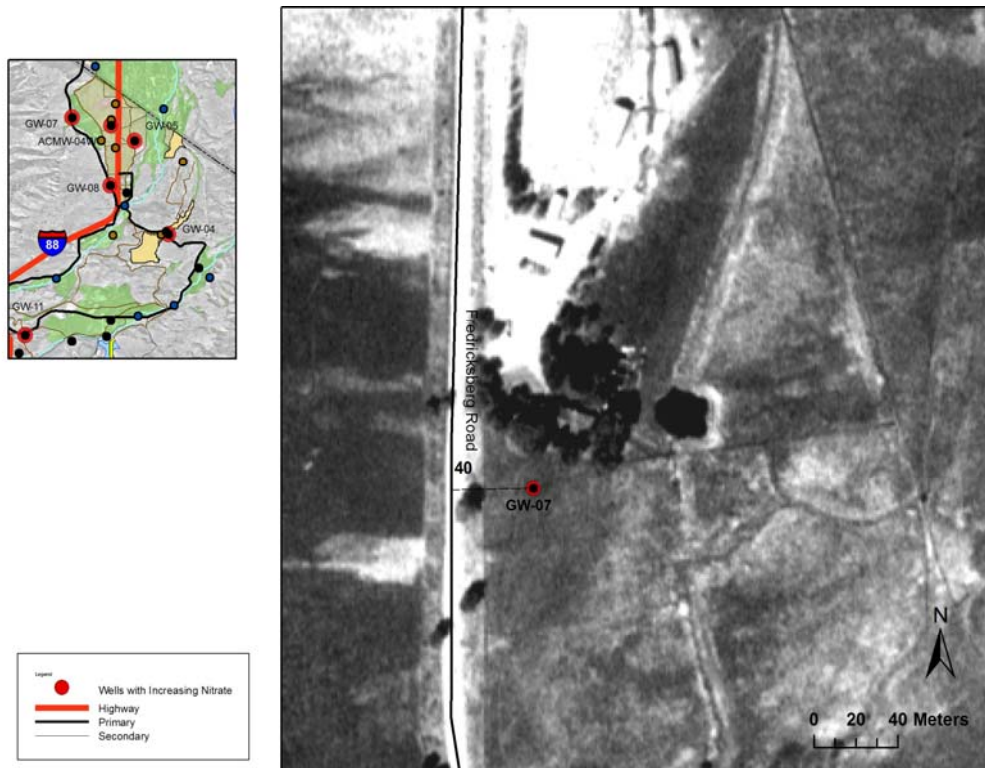 GW-07
GW-05
ACMW-04W
GW-08
88
GW-04
GW-11
Fredricksberg Road
40
GW-07
N
0 20 40 Meters
Legend
Wells with Increasing Nitrate
Highway
Primary
Secondary